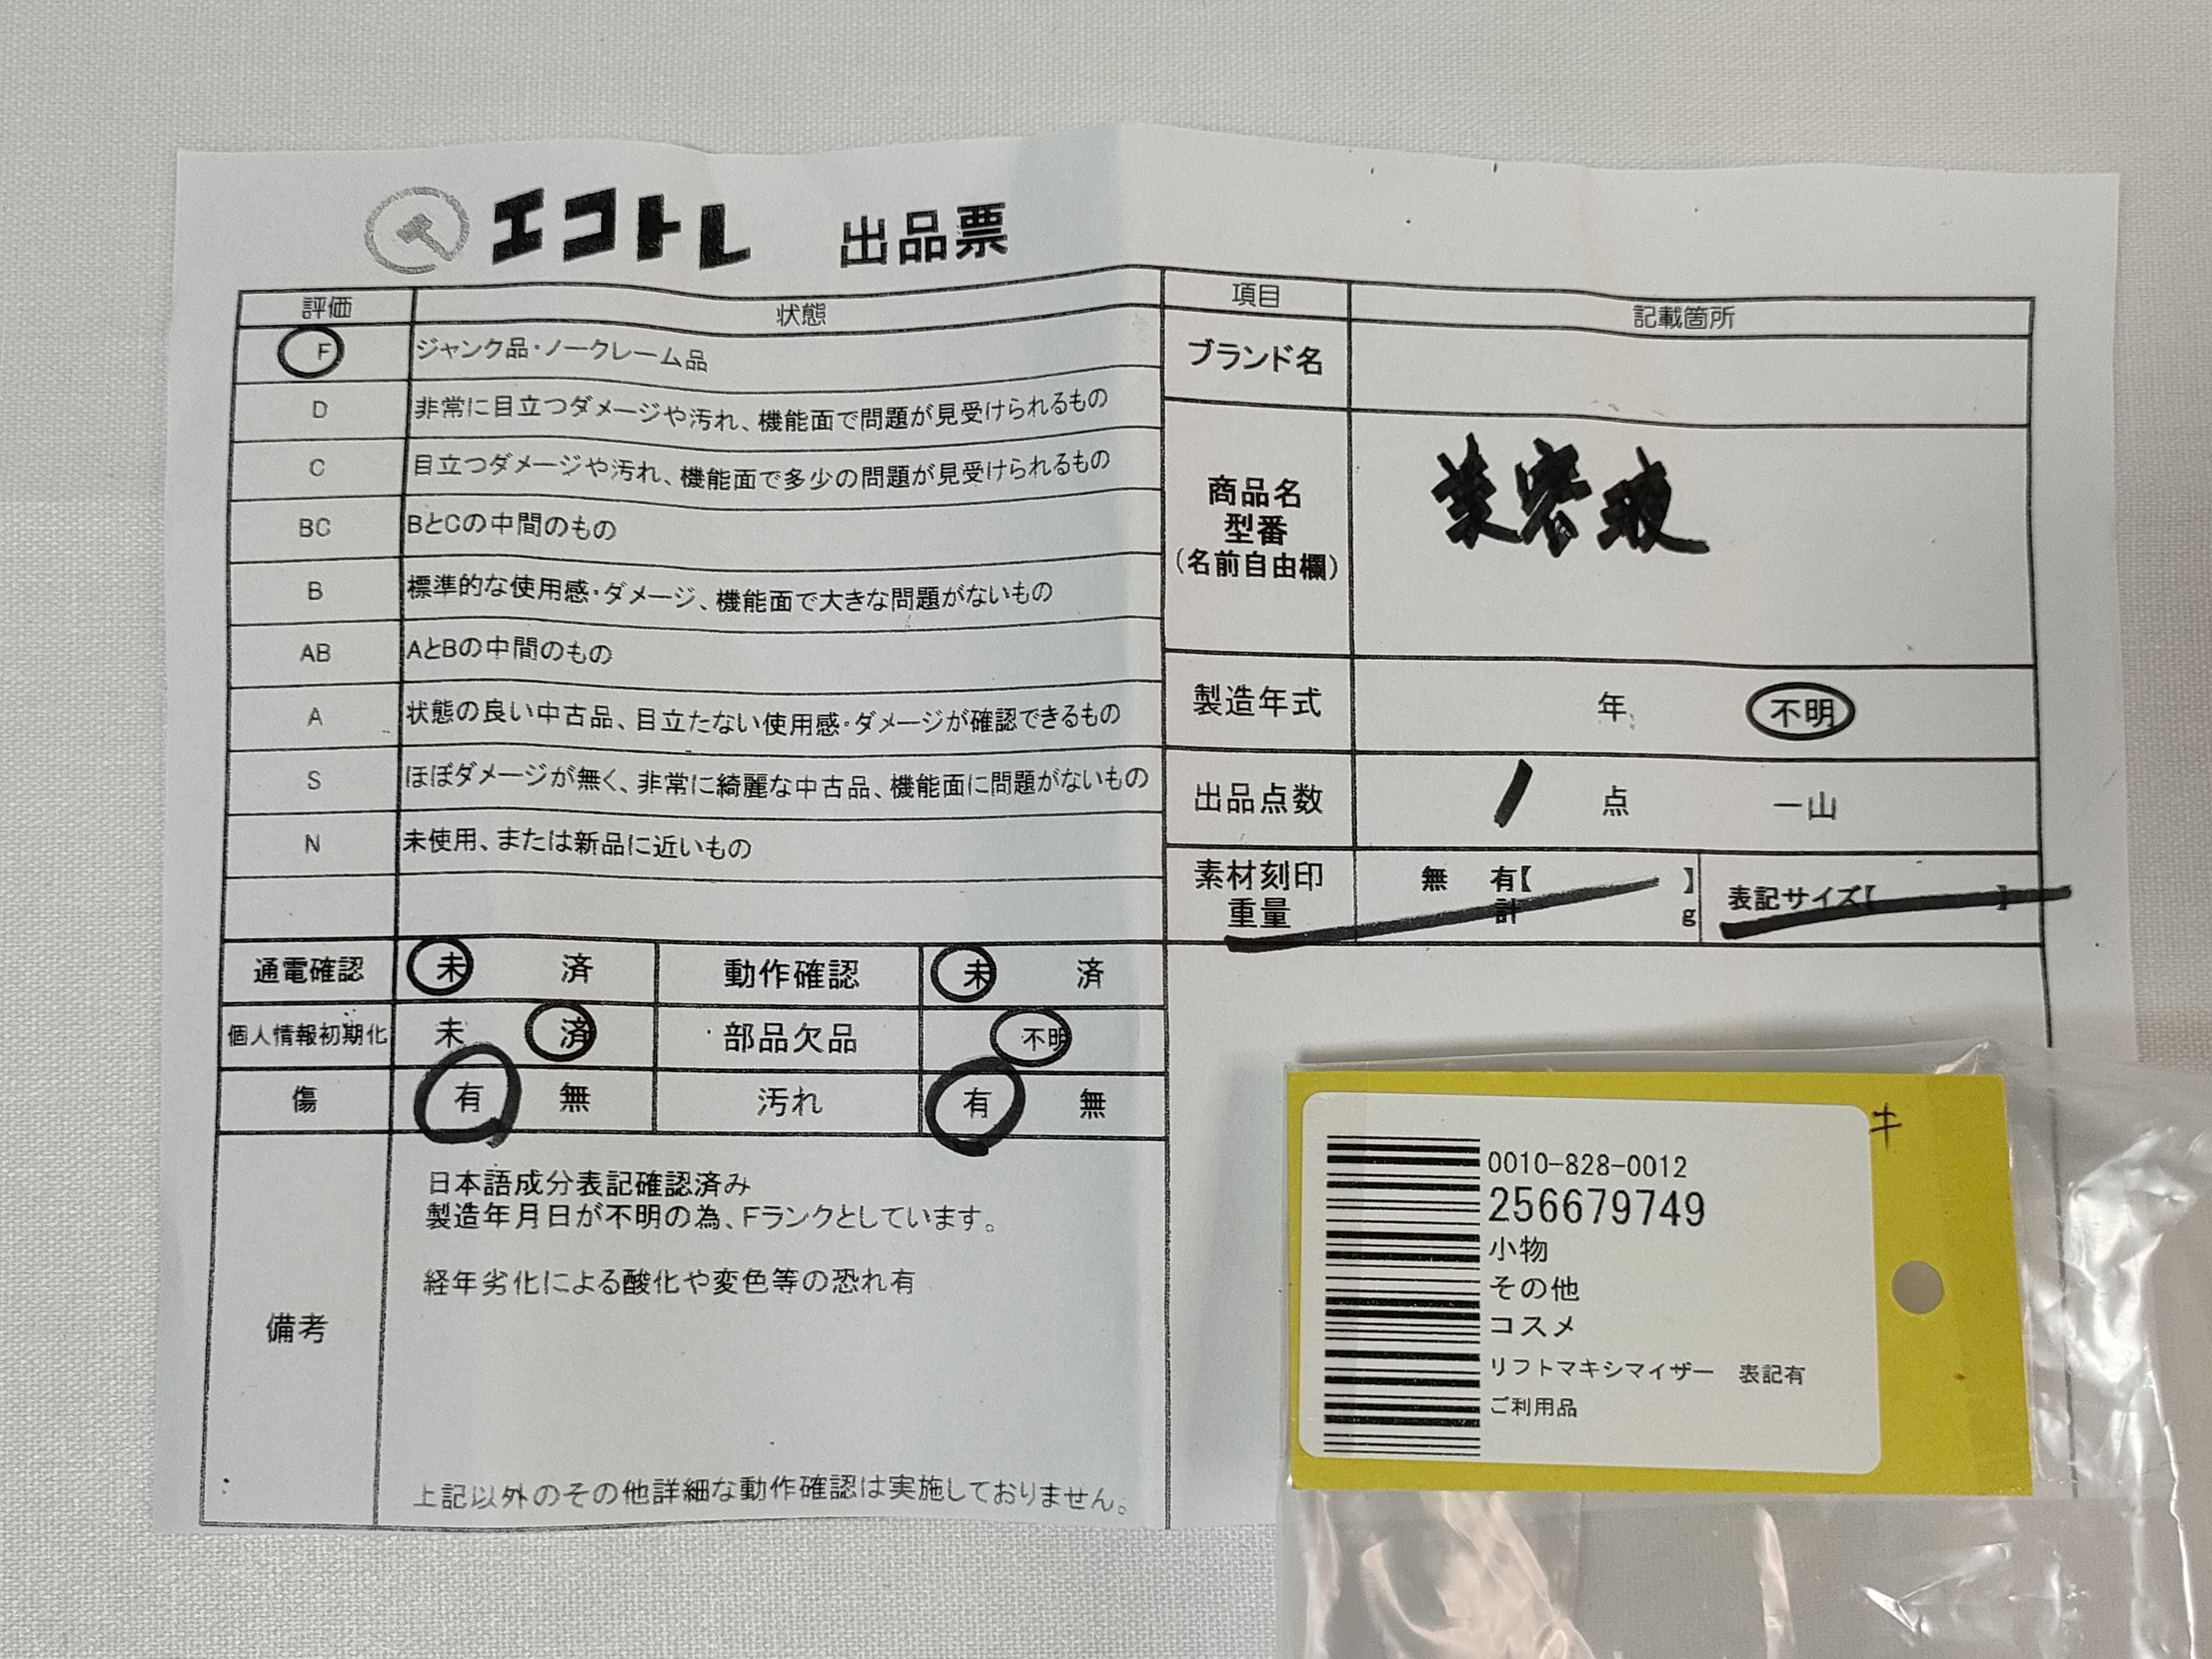 エコトレ 出品票
評価 状態
F ジャンク品・ノークレーム品
D 非常に目立つダメージや汚れ、機能面で問題が見受けられるもの
C 目立つダメージや汚れ、機能面で多少の問題が見受けられるもの
BC BとCの中間のもの
B 標準的な使用感・ダメージ、機能面で大きな問題がないもの
AB AとBの中間のもの
A 状態の良い中古品、目立たない使用感・ダメージが確認できるもの
S ほぼダメージが無く、非常に綺麗な中古品、機能面に問題がないもの
N 未使用、または新品に近いもの
通電確認 未 済 動作確認 未 済
個人情報初期化 未 済 部品欠品 不明
傷 有 無 汚れ 有 無
備考
日本語成分表記確認済み
製造年月日が不明の為、Fランクとしています。
経年劣化による酸化や変色等の恐れ有
上記以外のその他詳細な動作確認は実施しておりません。
項目 記載箇所
ブランド名
商品名
型番
(名前自由欄)
美容液
製造年式 年 不明
出品点数 1 点 一山
素材刻印 無 有【 】
重量 計 g
表記サイズ【 】
キ
0010-828-0012
256679749
小物
その他
コスメ
リフトマキシマイザー 表記有
ご利用品